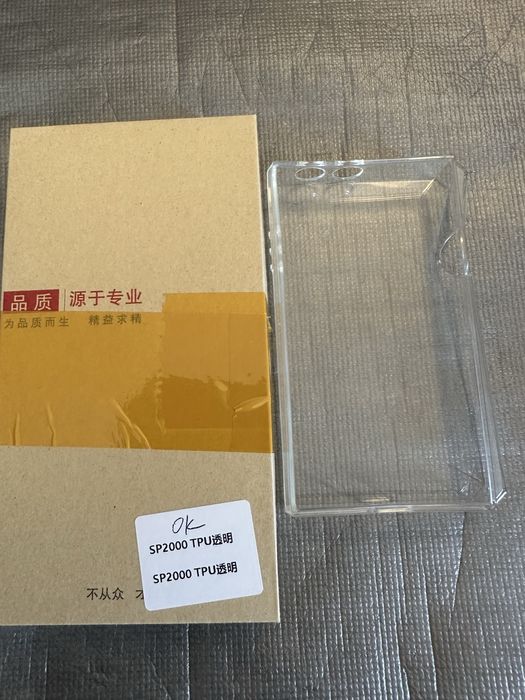 品质 源于专业
为品质而生 精益求精
OK
SP2000 TPU透明
SP2000 TPU透明
不从众 才